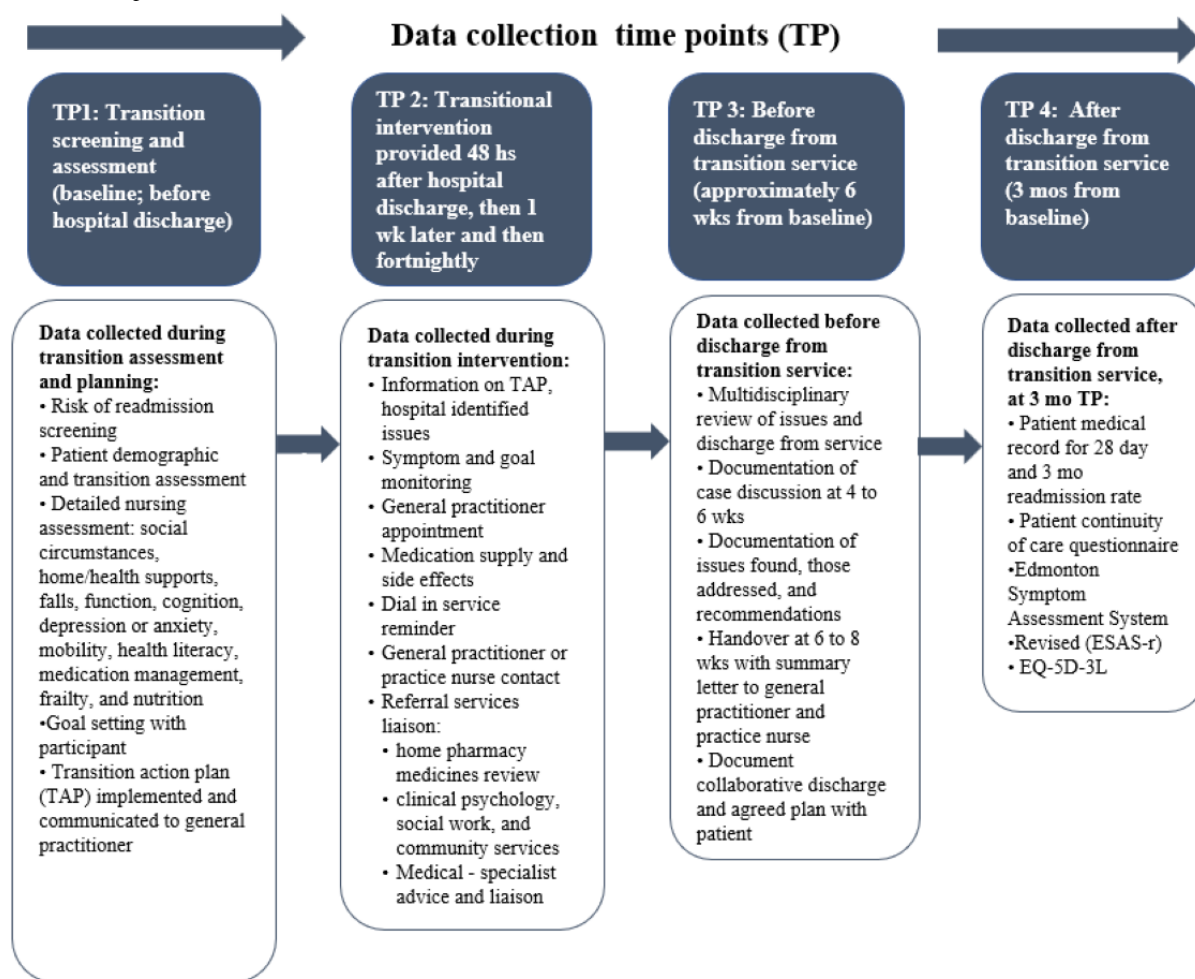 Data collection time points (TP)
TP1: Transition
screening and
assessment
(baseline; before
hospital discharge)
TP 2: Transitional
intervention
provided 48 hs
after hospital
discharge, then 1
wk later and then
fortnightly
TP 3: Before
discharge from
transition service
(approximately 6
wks from baseline)
TP 4: After
discharge from
transition service
(3 mos from
baseline)
Data collected during
transition assessment
and planning:
• Risk of readmission
screening
• Patient demographic
and transition assessment
• Detailed nursing
assessment: social
circumstances,
home/health supports,
falls, function, cognition,
depression or anxiety,
mobility, health literacy,
medication management,
frailty, and nutrition
•Goal setting with
participant
• Transition action plan
(TAP) implemented and
communicated to general
practitioner
Data collected during
transition intervention:
• Information on TAP,
hospital identified
issues
• Symptom and goal
monitoring
• General practitioner
appointment
• Medication supply and
side effects
• Dial in service
reminder
• General practitioner or
practice nurse contact
• Referral services
liaison:
• home pharmacy
medicines review
• clinical psychology,
social work, and
community services
• Medical - specialist
advice and liaison
Data collected before
discharge from
transition service:
• Multidisciplinary
review of issues and
discharge from service
• Documentation of
case discussion at 4 to
6 wks
• Documentation of
issues found, those
addressed, and
recommendations
• Handover at 6 to 8
wks with summary
letter to general
practitioner and
practice nurse
• Document
collaborative discharge
and agreed plan with
patient
Data collected after
discharge from
transition service,
at 3 mo TP:
• Patient medical
record for 28 day
and 3 mo
readmission rate
• Patient continuity
of care questionnaire
•Edmonton
Symptom
Assessment System
•Revised (ESAS-r)
• EQ-5D-3L